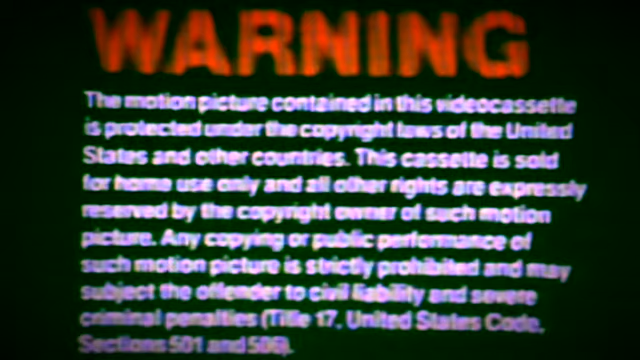 WARNING
The motion picture contained in this videocassette
is protected under the copyright laws of the United
States and other countries. This cassette is sold
for home use only and all other rights are expressly
reserved by the copyright owner of such motion
picture. Any copying or public performance of
such motion picture is strictly prohibited and may
subject the offender to civil liability and severe
criminal penalties (Title 17, United States Code,
Sections 501 and 506).